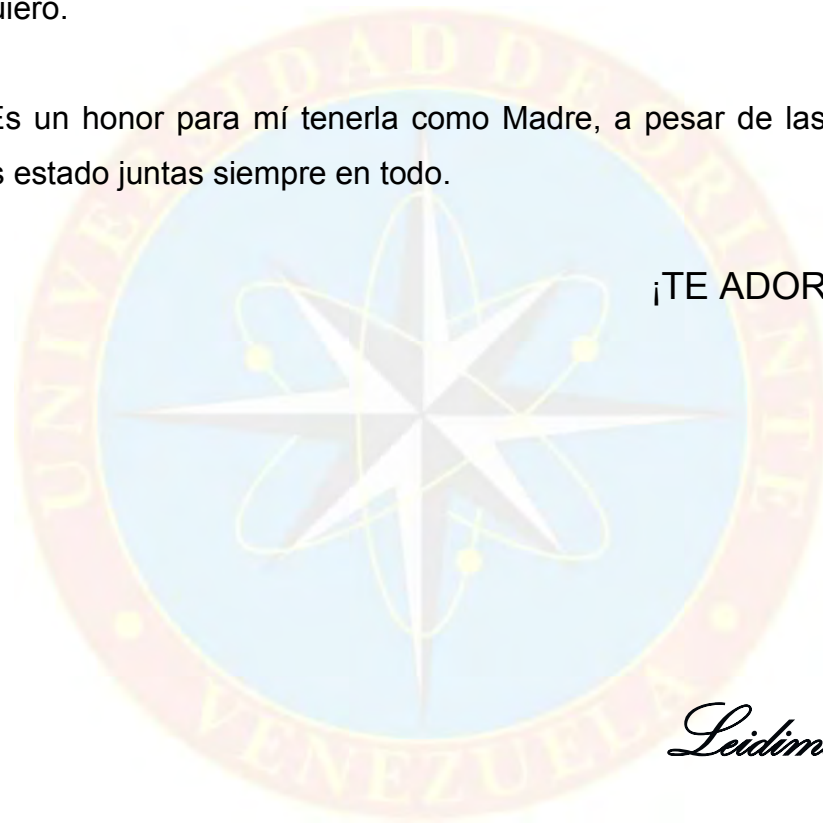 uiero.
Es un honor para mí tenerla como Madre, a pesar de las
s estado juntas siempre en todo.
¡TE ADOR
Leidim
UNIVERSIDAD DE ORIENTE
VENEZUELA